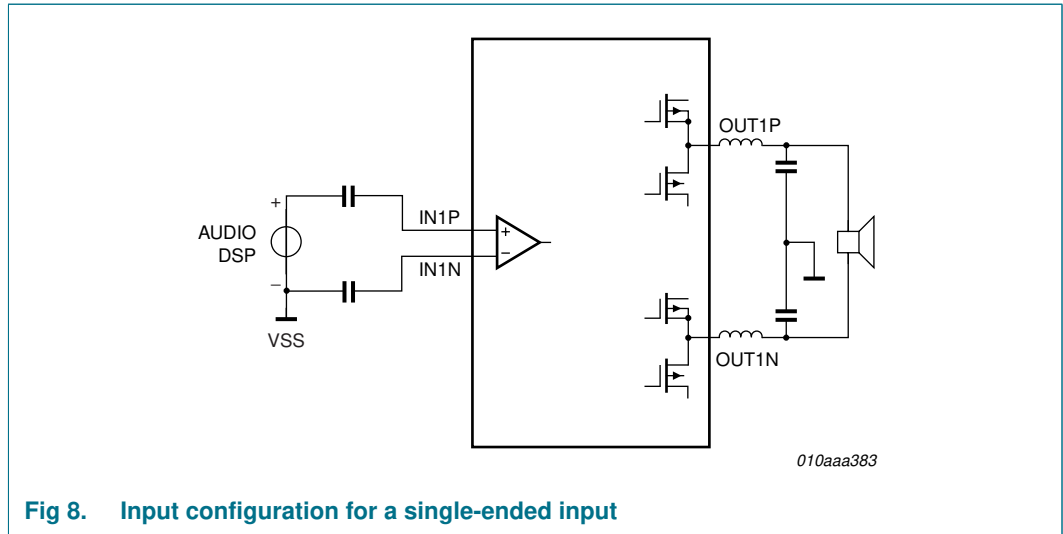 OUT1P
+
IN1P
+
AUDIO
DSP
−
IN1N
−
VSS
OUT1N
010aaa383
Fig 8. Input configuration for a single-ended input